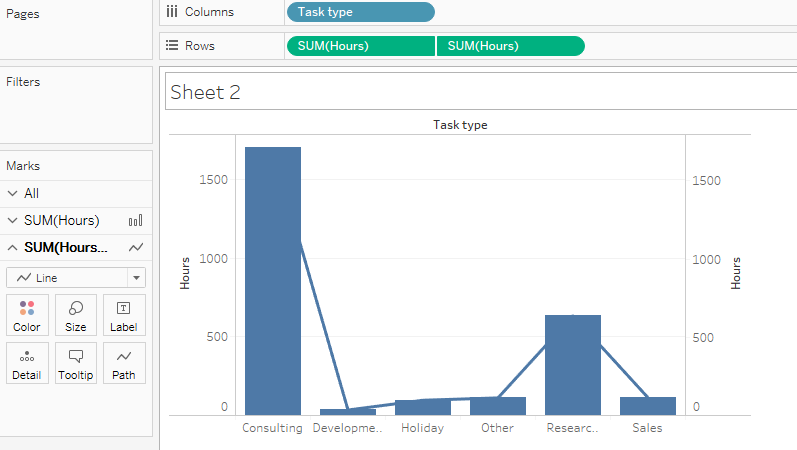 Pages
Columns Task type
Rows SUM(Hours) SUM(Hours)
Filters
Sheet 2
Marks
All
SUM(Hours)
SUM(Hours...
Line
Color Size Label
Detail Tooltip Path
Task type
1500 1500
1000 1000
500 500
0 0
Hours Hours
Consulting Developme.. Holiday Other Researc.. Sales